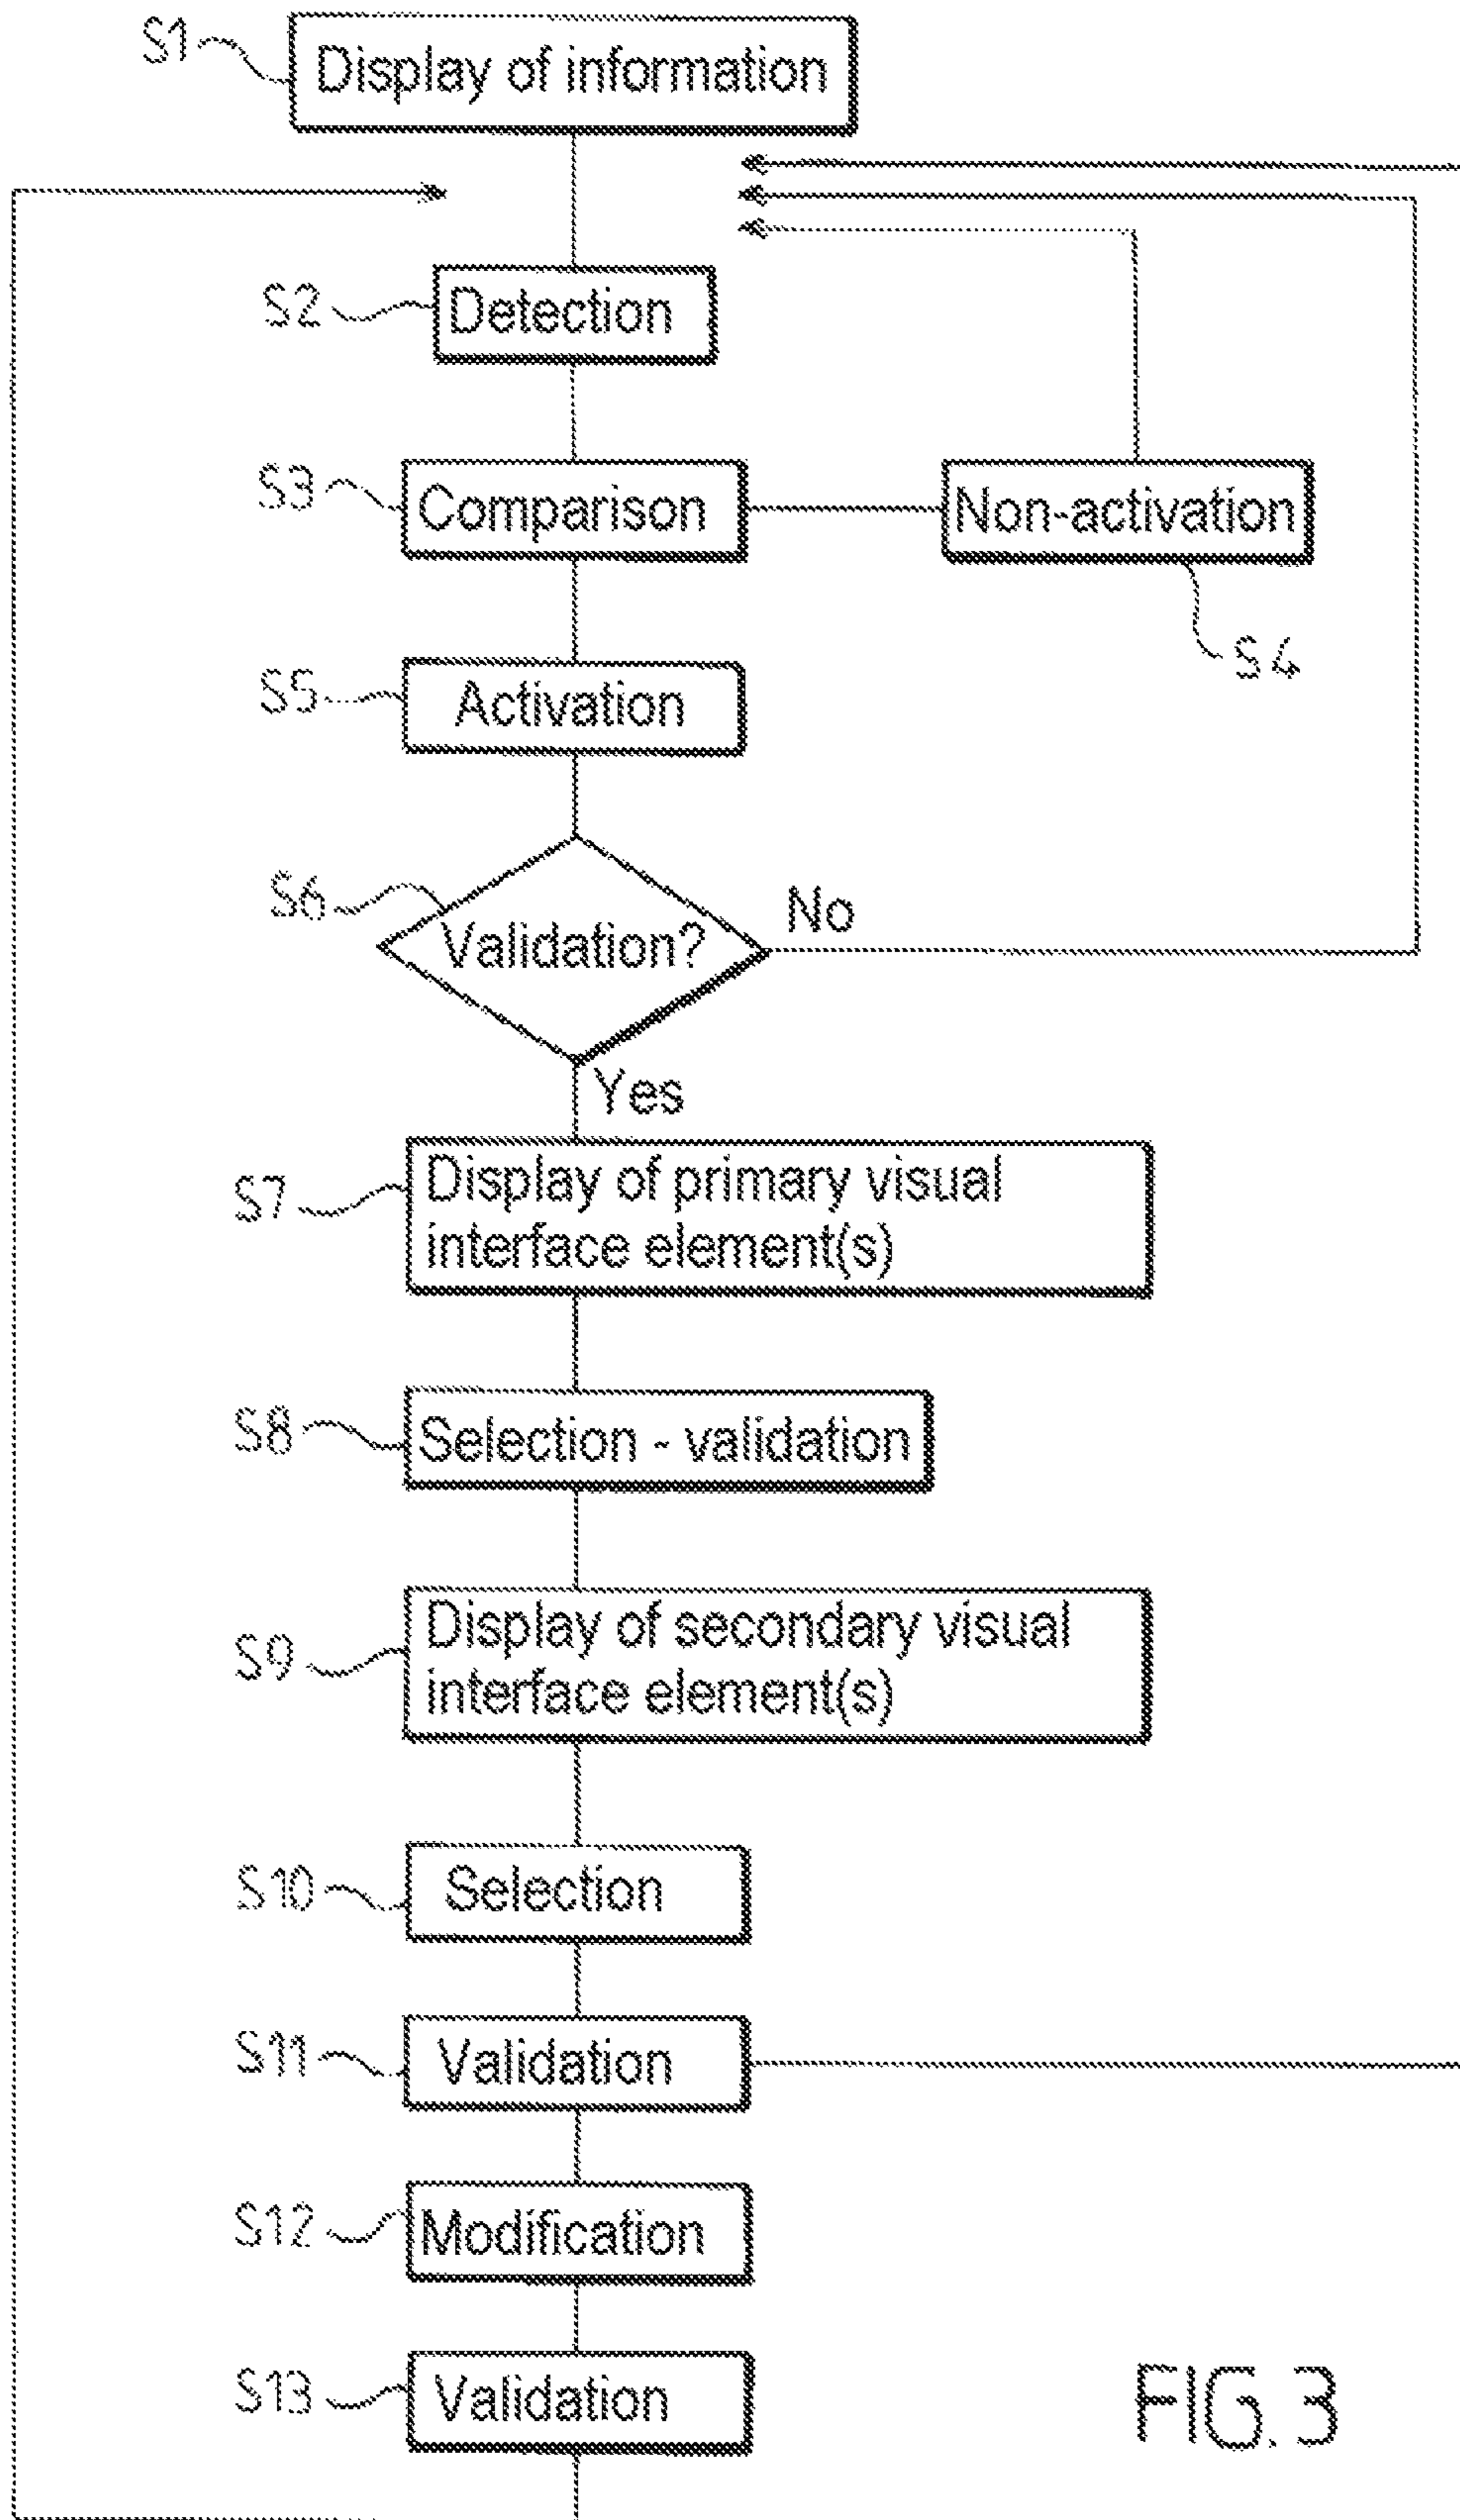 S1
Display of information
S2
Detection
S3
Comparison
Non-activation
S4
S5
Activation
S6
Validation?
No
Yes
S7
Display of primary visual
interface element(s)
S8
Selection - validation
S9
Display of secondary visual
interface element(s)
S10
Selection
S11
Validation
S12
Modification
S13
Validation
FIG. 3